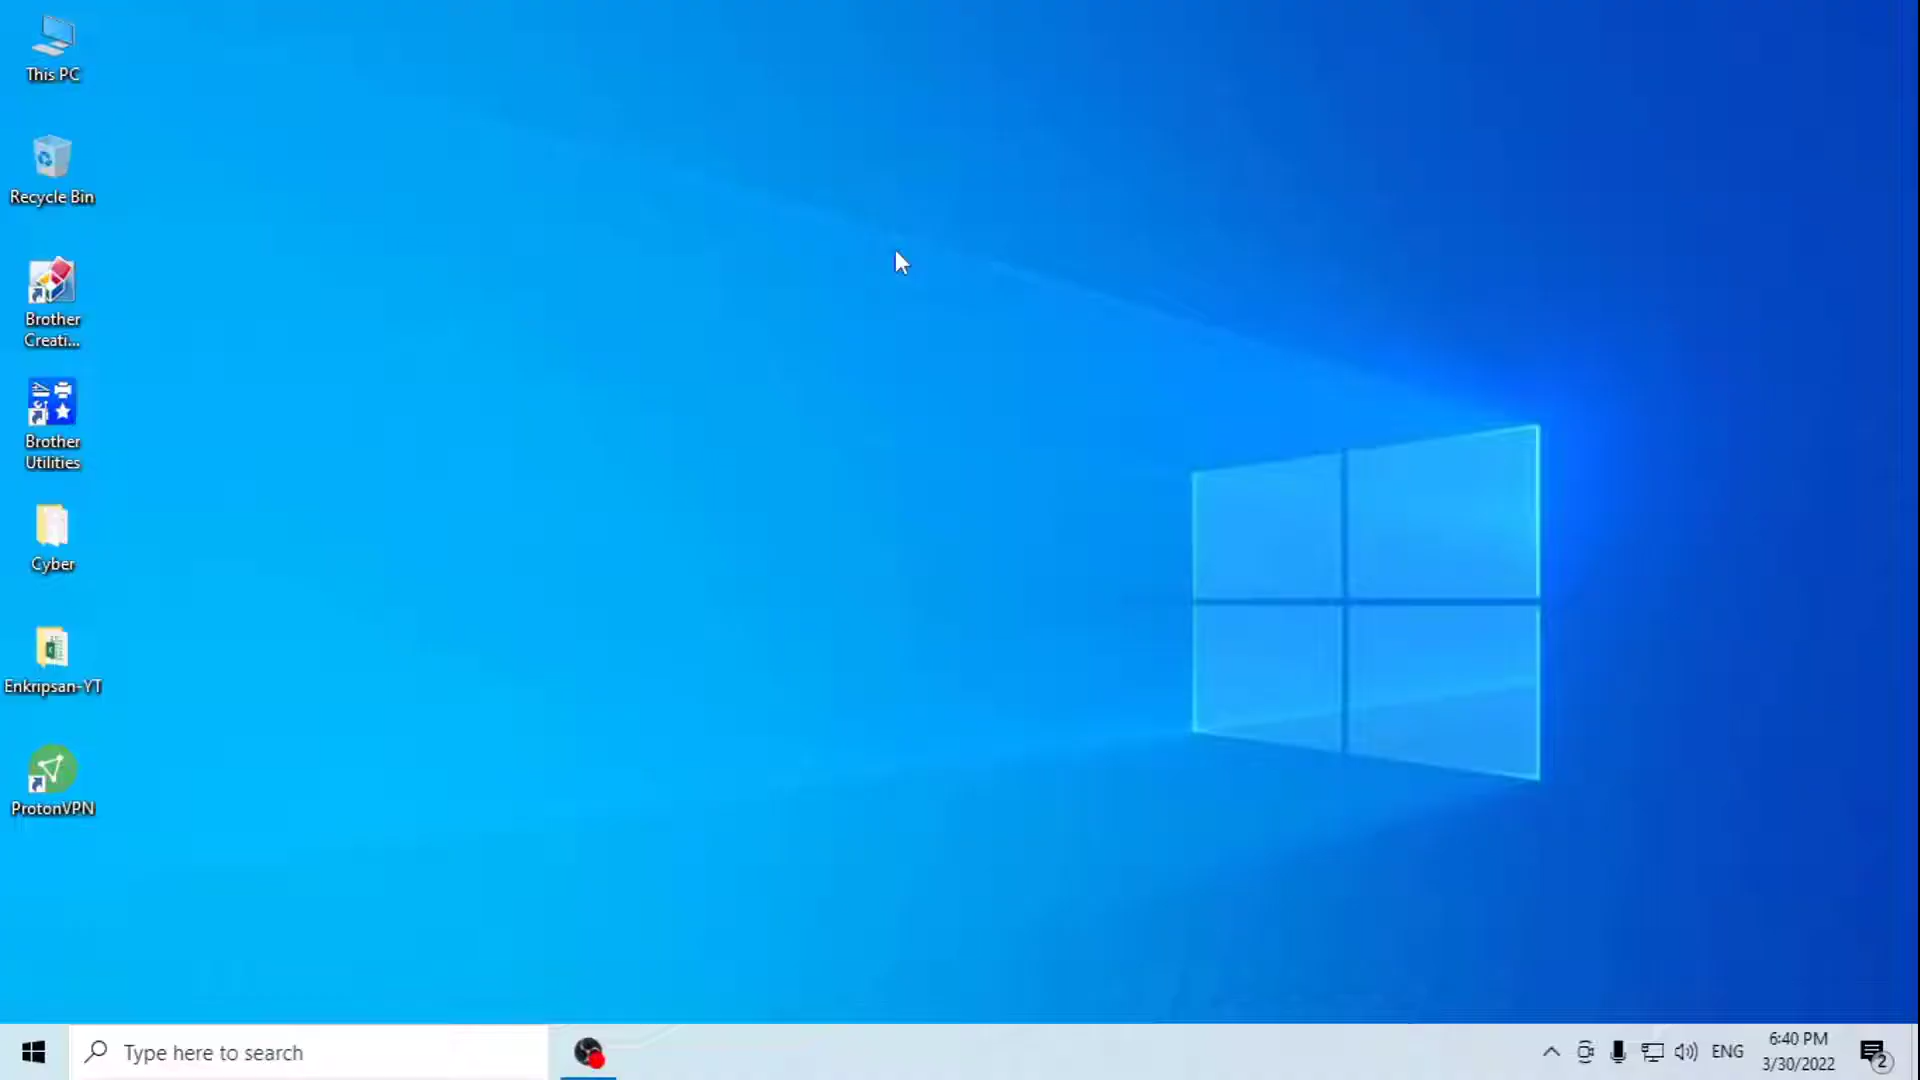 This PC
Recycle Bin
Brother
Creati...
Brother
Utilities
Cyber
Enkripsan-YT
ProtonVPN
Type here to search
ENG
6:40 PM
3/30/2022
2